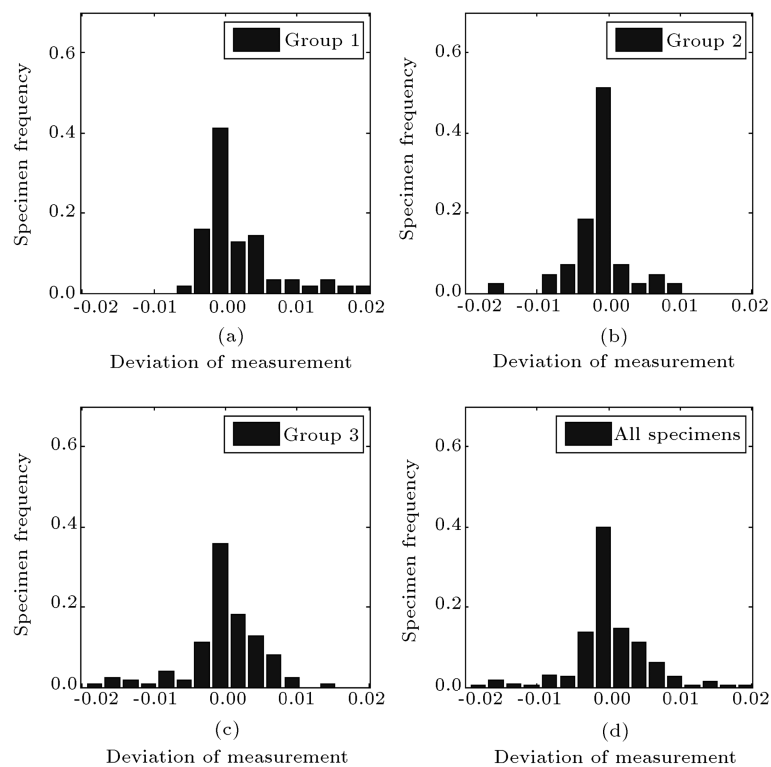 Group 1
Specimen frequency
0.6
0.4
0.2
0.0
-0.02 -0.01 0.00 0.01 0.02
(a)
Deviation of measurement
Group 2
Specimen frequency
0.6
0.4
0.2
0.0
-0.02 -0.01 0.00 0.01 0.02
(b)
Deviation of measurement
Group 3
Specimen frequency
0.6
0.4
0.2
0.0
-0.02 -0.01 0.00 0.01 0.02
(c)
Deviation of measurement
All specimens
Specimen frequency
0.6
0.4
0.2
0.0
-0.02 -0.01 0.00 0.01 0.02
(d)
Deviation of measurement